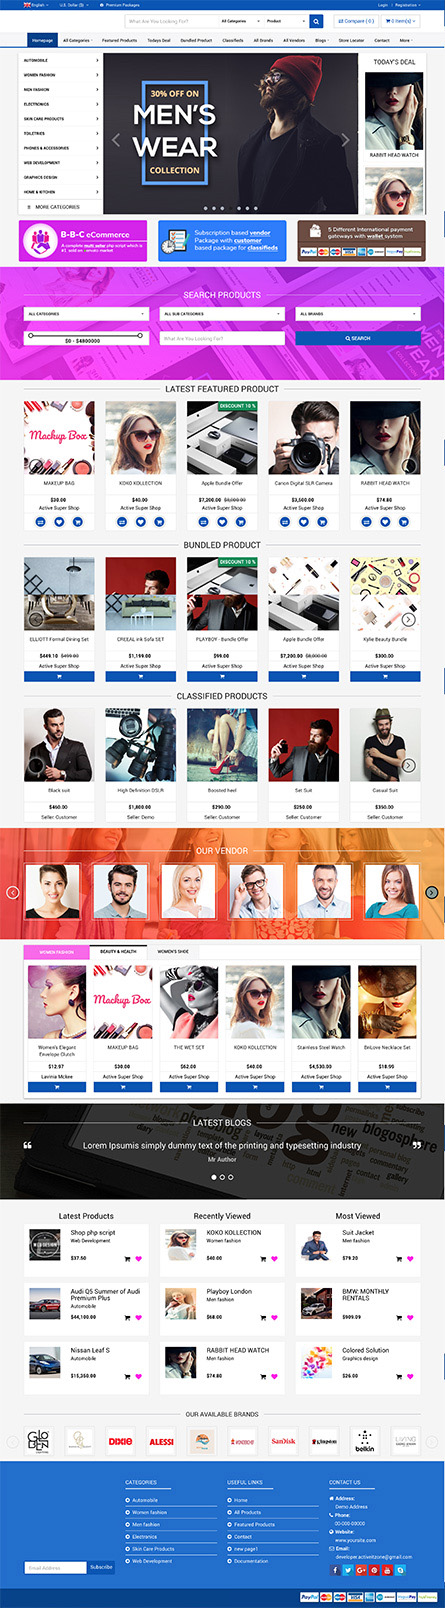 English
U.S. Dollar ($)
Premium Packages
Login
Registration
What Are You Looking For?
All Categories
Product
Compare ( 0 )
0 Item(s)
Homepage
All Categories
Featured Products
Todays Deal
Bundled Product
Classifieds
All Brands
All Vendors
Blogs
Store Locator
Contact
More
AUTOMOBILE
WOMEN FASHION
MEN FASHION
ELECTRONICS
SKIN CARE PRODUCTS
TOILETRIES
PHONES & ACCESSORIES
WEB DEVELOPMENT
GRAPHICS DESIGN
HOME & KITCHEN
MORE CATEGORIES
30% OFF ON
MEN'S
WEAR
COLLECTION
TODAY'S DEAL
RABBIT HEAD WATCH
B-B-C eCommerce
A complete multi seller php script which is
#1 sold on envato market
Subscription based vendor
Package with customer
based package for classifieds
5 Different International payment
gateways with wallet system
SEARCH PRODUCTS
ALL CATEGORIES
ALL SUB CATEGORIES
ALL BRANDS
$0 - $4800000
What Are You Looking For?
SEARCH
LATEST FEATURED PRODUCT
Mackup Box
DISCOUNT 10 %
MAKEUP BAG
KOKO KOLLECTION
Apple Bundle Offer
Canon Digital SLR Camera
RABBIT HEAD WATCH
$30.00
$40.00
$7,200.00 $8,000.00
$3,500.00
$74.80
Active Super Shop
Active Super Shop
Active Super Shop
Active Super Shop
Active Super Shop
BUNDLED PRODUCT
DISCOUNT 10 %
ELLIOTT Formal Dining Set
CREEAL ink Sofa SET
PLAYBOY - Bundle Offer
Apple Bundle Offer
Kylie Beauty Bundle
$449.10 $499.00
$1,199.00
$99.00
$7,200.00 $8,000.00
$300.00
Active Super Shop
Active Super Shop
Active Super Shop
Active Super Shop
Active Super Shop
CLASSIFIED PRODUCTS
Black suit
High Definition DSLR
Boosted heel
Set Suit
Casual Suit
$450.00
$1,800.00
$290.00
$250.00
$350.00
Seller: Customer
Seller: Demo
Seller: Customer
Seller: Customer
Seller: Customer
OUR VENDOR
WOMEN FASHION
BEAUTY & HEALTH
WOMEN'S SHOE
Mackup Box
Women's Elegant
Envelope Clutch
MAKEUP BAG
THE WET SET
KOKO KOLLECTION
Stainless Steel Watch
BnLove Necklace Set
$12.97
$30.00
$62.00
$40.00
$4,530.00
$18.95
Lavinia Mckee
Active Super Shop
Active Super Shop
Active Super Shop
Active Super Shop
Active Super Shop
LATEST BLOGS
Lorem Ipsumis simply dummy text of the printing and typesetting industry
Mr Author
Latest Products
Recently Viewed
Most Viewed
Shop php script
Web Development
$37.50
KOKO KOLLECTION
Women fashion
$40.00
Suit Jacket
Men fashion
$79.20
Audi Q5 Summer of Audi
Premium Plus
Automobile
$44,100.00
Playboy London
Men fashion
$68.00
BMW: MONTHLY
RENTALS
$909.09
Nissan Leaf S
Automobile
$15,350.00
RABBIT HEAD WATCH
Men fashion
$74.80
Colored Solution
Graphics design
$26.00
OUR AVAILABLE BRANDS
DIXIE
ALESSI
SanDisk
belkin
CATEGORIES
USEFUL LINKS
CONTACT US
Automobile
Women fashion
Men fashion
Electronics
Skin Care Products
Web Development
Home
All Products
Featured Products
Contact
new page1
Documentation
Address:
Demo Address
Phone:
00-000-00000
Website:
www.yoursite.com
Email:
developer.activeitzone@gmail.com
Email Address
Subscribe
PayPal
VISA